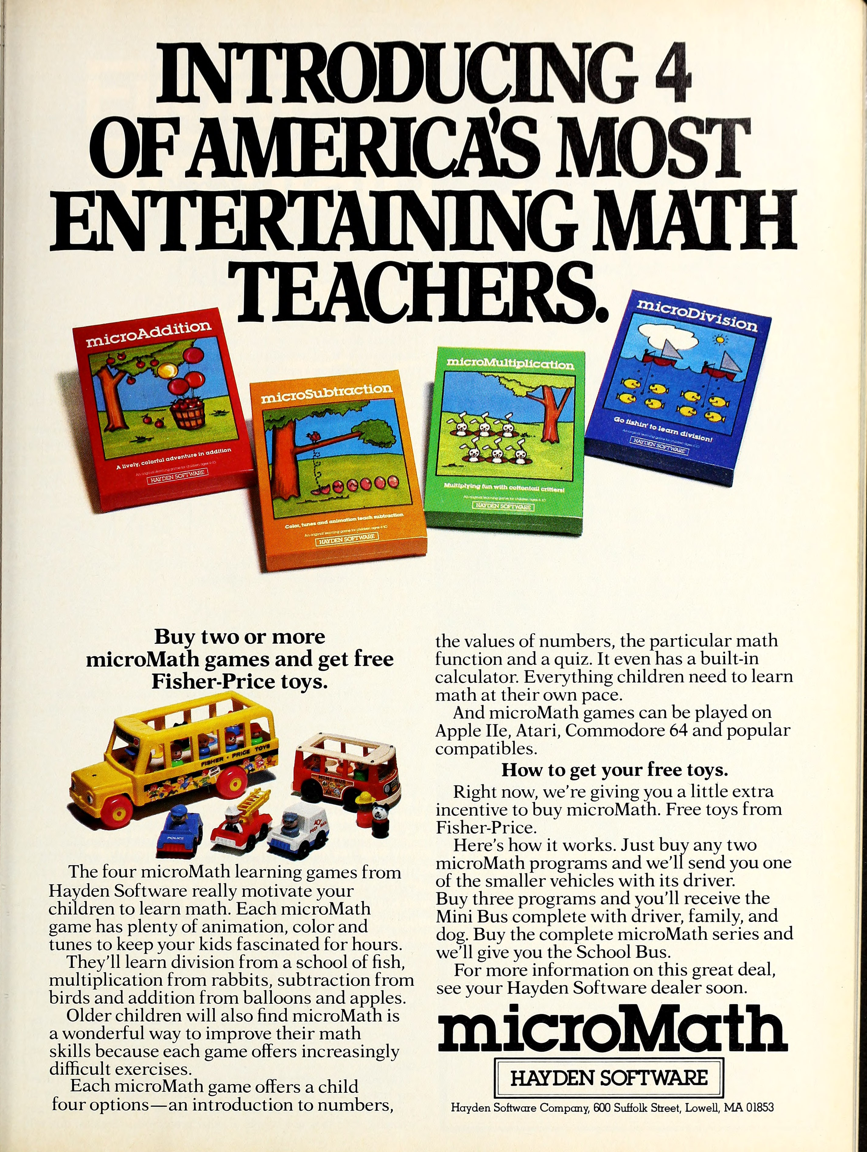 INTRODUCING 4
OF AMERICA'S MOST
ENTERTAINING MATH
TEACHERS.
microAddition
A lively, colorful adventure in addition
HAYDEN SOFTWARE
microSubtraction
Color, tunes and animation teach subtraction
HAYDEN SOFTWARE
microMultiplication
Multiplying fun with cottontail critters!
HAYDEN SOFTWARE
microDivision
Go fishin' to learn division!
HAYDEN SOFTWARE
Buy two or more
microMath games and get free
Fisher-Price toys.
FISHER-PRICE TOYS
POLICE
The four microMath learning games from
Hayden Software really motivate your
children to learn math. Each microMath
game has plenty of animation, color and
tunes to keep your kids fascinated for hours.
They'll learn division from a school of fish,
multiplication from rabbits, subtraction from
birds and addition from balloons and apples.
Older children will also find microMath is
a wonderful way to improve their math
skills because each game offers increasingly
difficult exercises.
Each microMath game offers a child
four options—an introduction to numbers,
the values of numbers, the particular math
function and a quiz. It even has a built-in
calculator. Everything children need to learn
math at their own pace.
And microMath games can be played on
Apple IIe, Atari, Commodore 64 and popular
compatibles.
How to get your free toys.
Right now, we're giving you a little extra
incentive to buy microMath. Free toys from
Fisher-Price.
Here's how it works. Just buy any two
microMath programs and we'll send you one
of the smaller vehicles with its driver.
Buy three programs and you'll receive the
Mini Bus complete with driver, family, and
dog. Buy the complete microMath series and
we'll give you the School Bus.
For more information on this great deal,
see your Hayden Software dealer soon.
microMath
HAYDEN SOFTWARE
Hayden Software Company, 600 Suffolk Street, Lowell, MA 01853